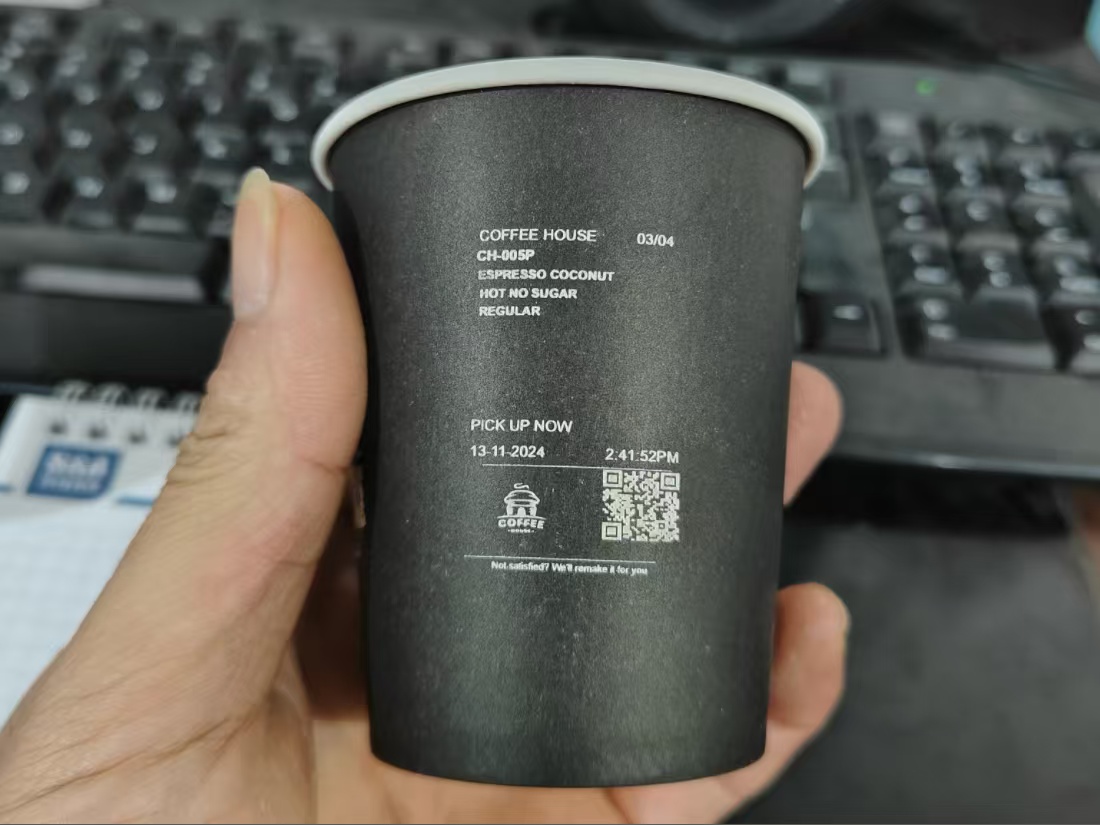 COFFEE HOUSE 03/04
CH-005P
ESPRESSO COCONUT
HOT NO SUGAR
REGULAR
PICK UP NOW
13-11-2024 2:41:52PM
COFFEE
HOUSE
Not satisfied? We'll remake it for you